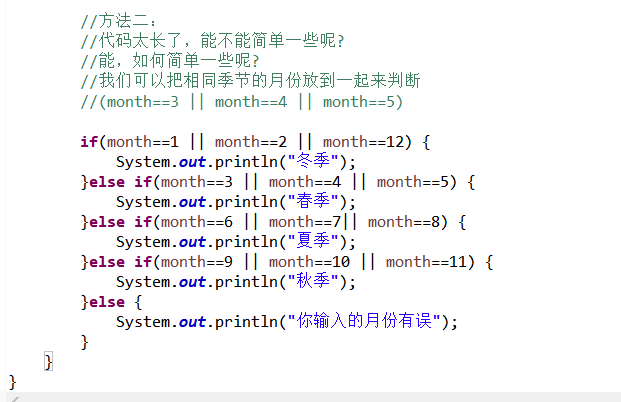 //方法二：
//代码太长了，能不能简单一些呢?
//能，如何简单一些呢?
//我们可以把相同季节的月份放到一起来判断
//(month==3 || month==4 || month==5)
if(month==1 || month==2 || month==12) {
System.out.println("冬季");
}else if(month==3 || month==4 || month==5) {
System.out.println("春季");
}else if(month==6 || month==7|| month==8) {
System.out.println("夏季");
}else if(month==9 || month==10 || month==11) {
System.out.println("秋季");
}else {
System.out.println("你输入的月份有误");
}
}
}